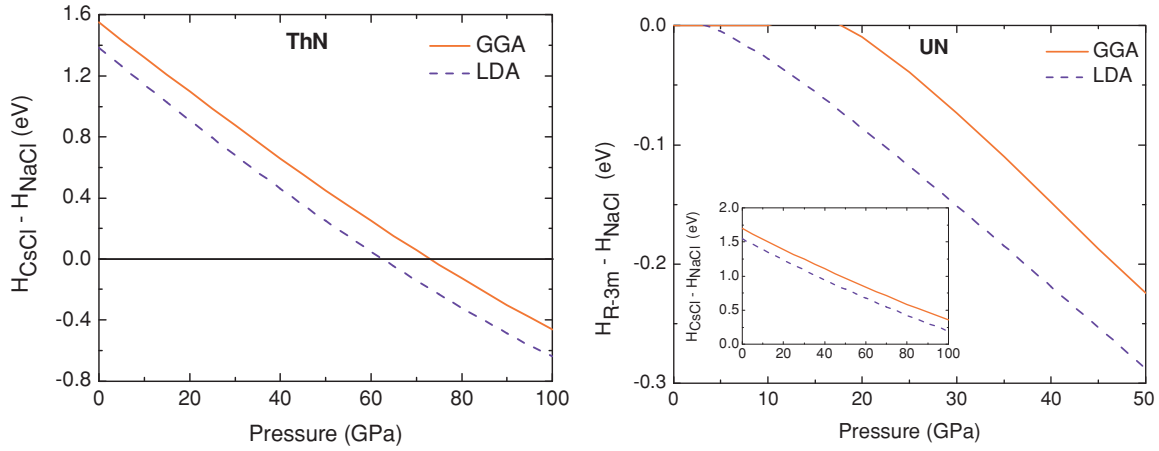 ThN
GGA
LDA
1.6
1.2
0.8
0.4
0.0
-0.4
-0.8
H_CsCl - H_NaCl (eV)
0 20 40 60 80 100
Pressure (GPa)
UN
GGA
LDA
0.0
-0.1
-0.2
-0.3
H_R-3m - H_NaCl (eV)
2.0
1.5
1.0
0.5
0.0
H_CsCl - H_NaCl (eV)
0 20 40 60 80 100
0 10 20 30 40 50
Pressure (GPa)